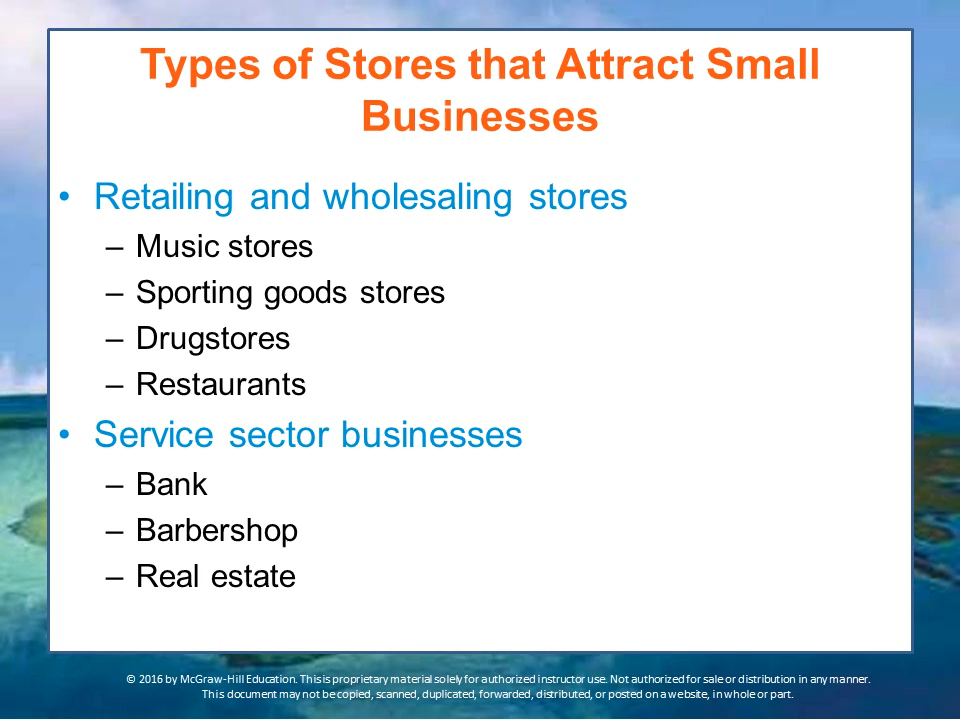 Types of Stores that Attract Small
Businesses
• Retailing and wholesaling stores
– Music stores
– Sporting goods stores
– Drugstores
– Restaurants
• Service sector businesses
– Bank
– Barbershop
– Real estate
© 2016 by McGraw-Hill Education. This is proprietary material solely for authorized instructor use. Not authorized for sale or distribution in any manner.
This document may not be copied, scanned, duplicated, forwarded, distributed, or posted on a website, in whole or part.